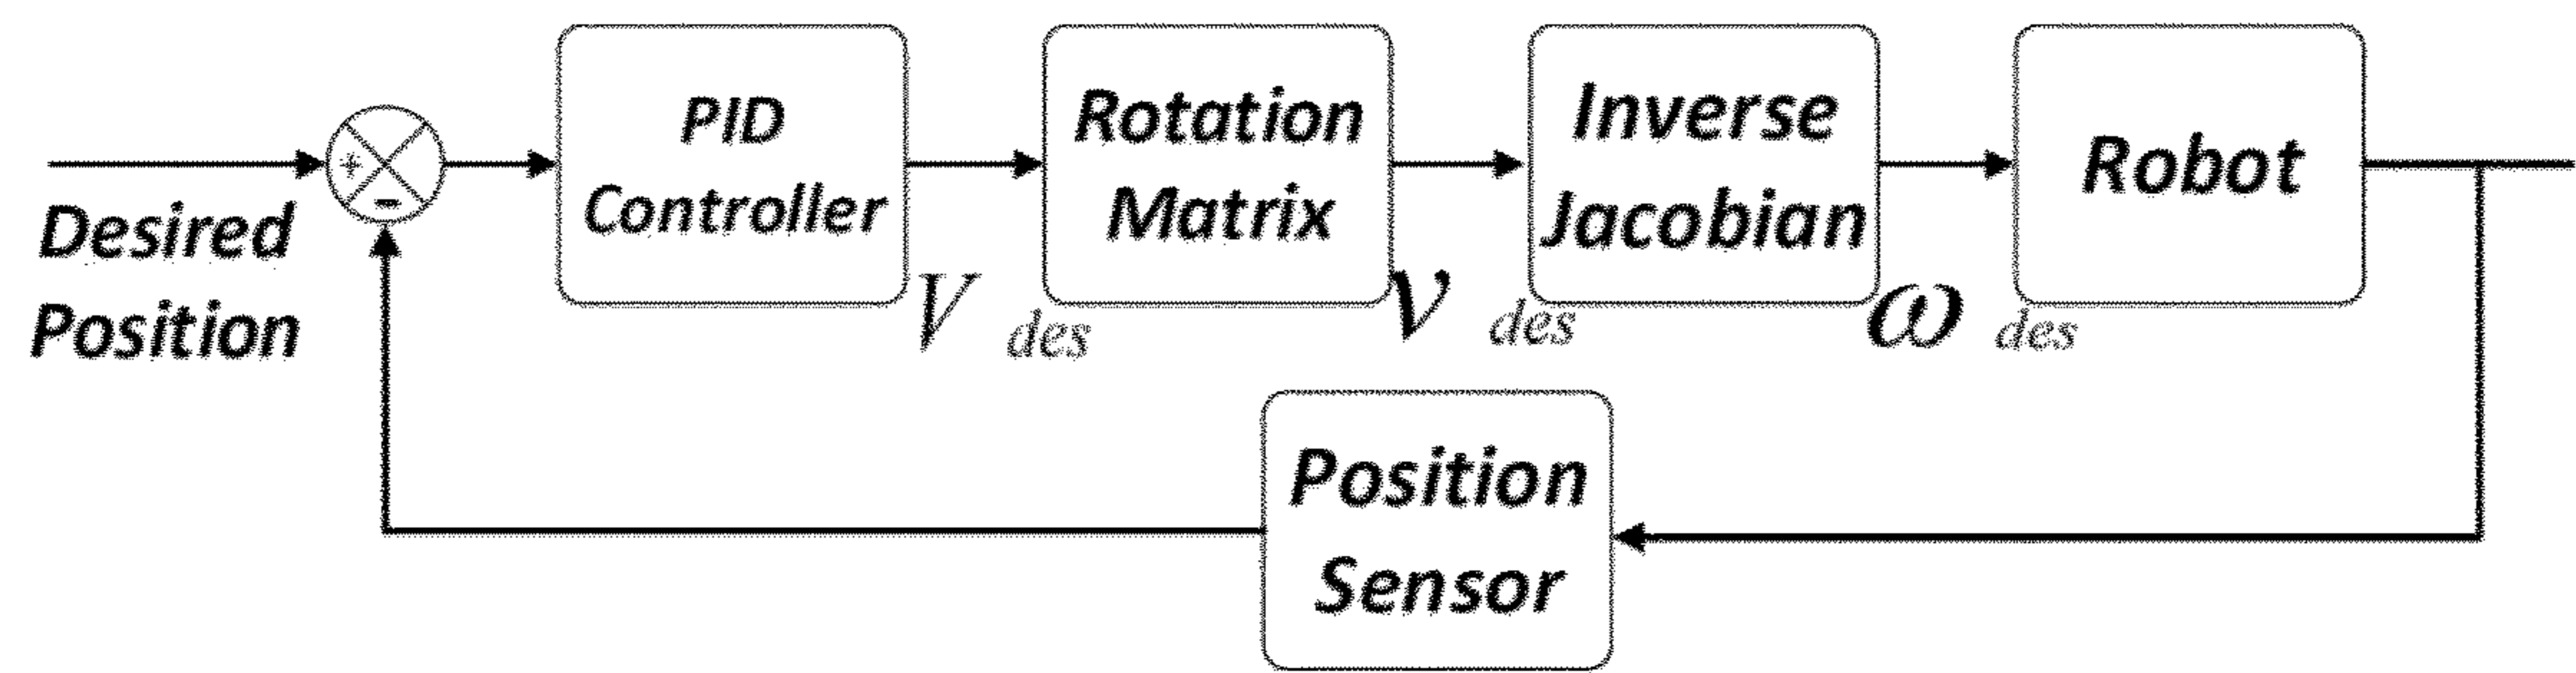 Desired
Position
+
-
PID
Controller
V des
Rotation
Matrix
v des
Inverse
Jacobian
ω des
Robot
Position
Sensor